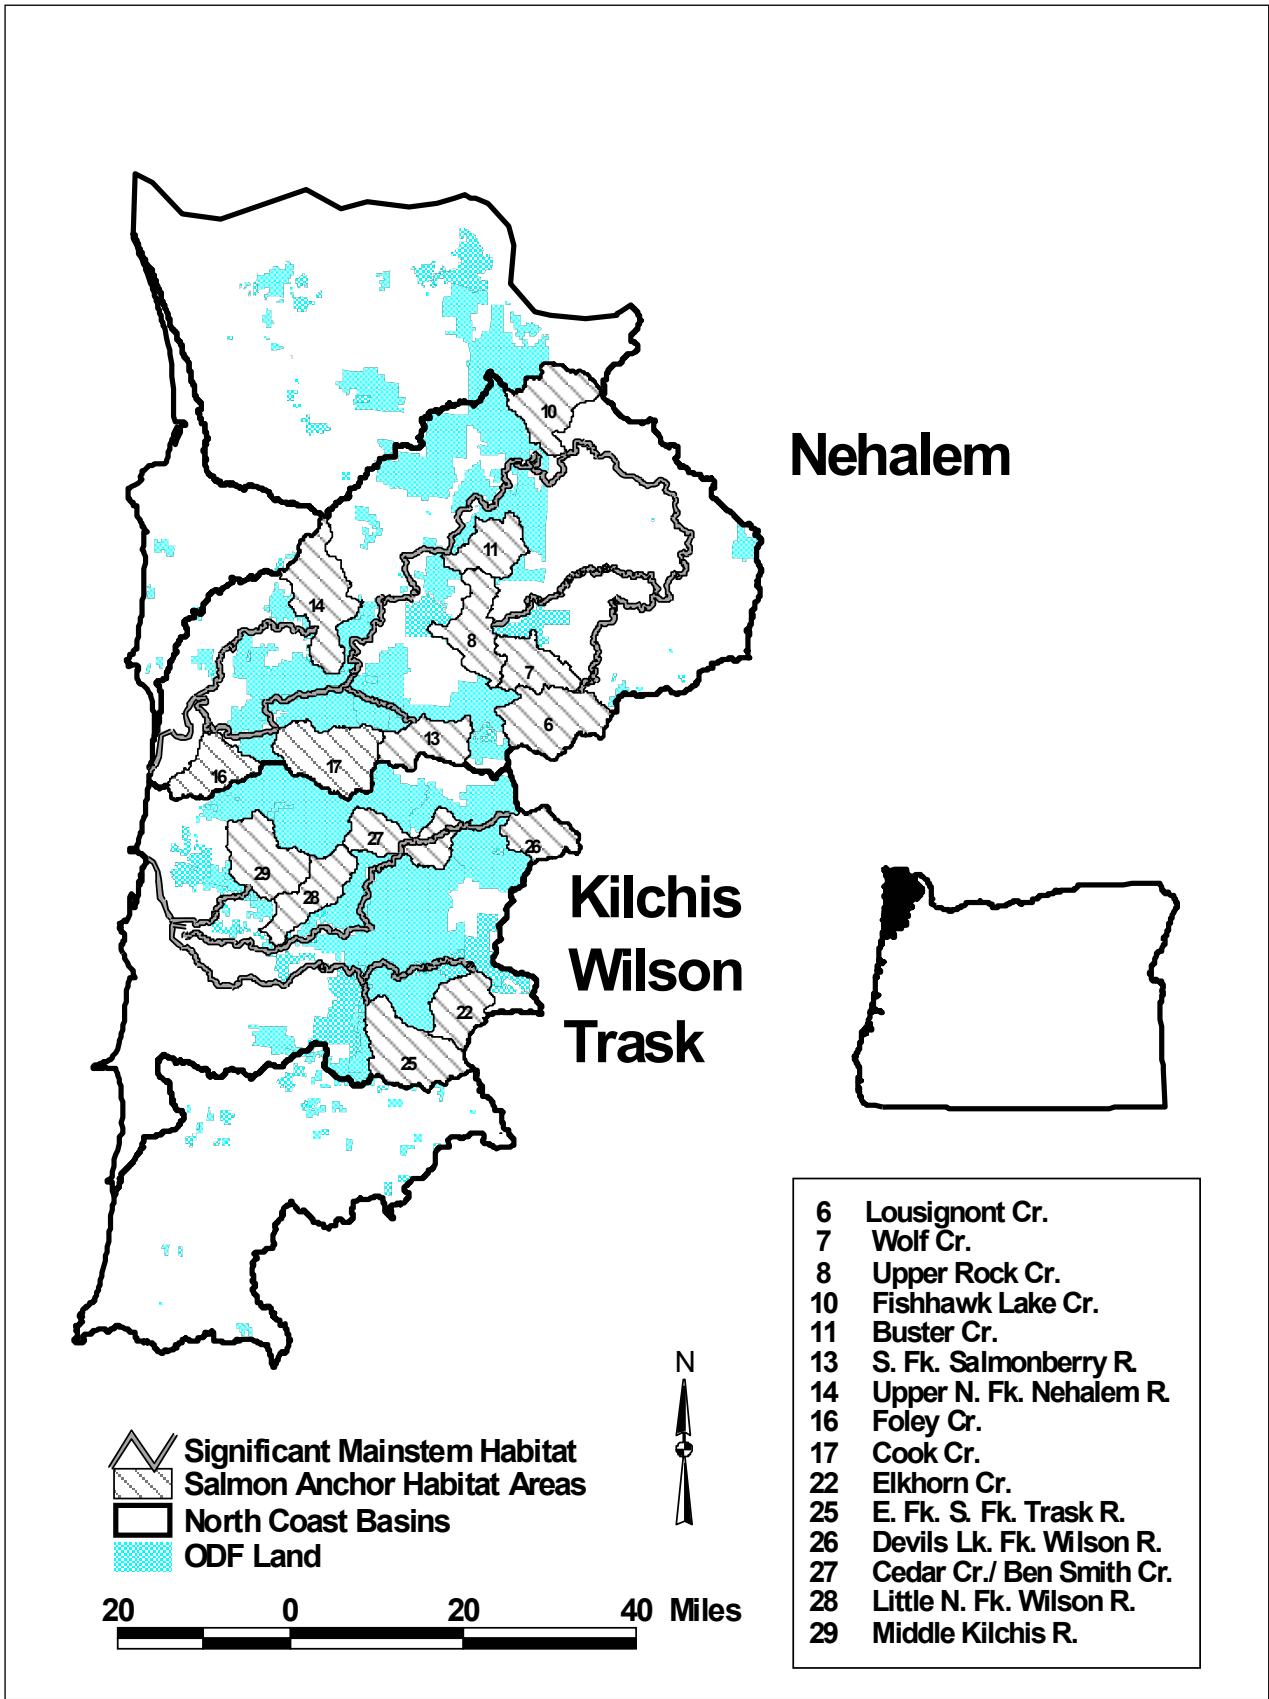 10
Nehalem
11
14
8
7
6
13
17
16
27
26
29
28
Kilchis
Wilson
Trask
22
25
6 Lousignont Cr.
7 Wolf Cr.
8 Upper Rock Cr.
10 Fishhawk Lake Cr.
11 Buster Cr.
13 S. Fk. Salmonberry R.
14 Upper N. Fk. Nehalem R.
16 Foley Cr.
17 Cook Cr.
22 Elkhorn Cr.
25 E. Fk. S. Fk. Trask R.
26 Devils Lk. Fk. Wilson R.
27 Cedar Cr./ Ben Smith Cr.
28 Little N. Fk. Wilson R.
29 Middle Kilchis R.
N
Significant Mainstem Habitat
Salmon Anchor Habitat Areas
North Coast Basins
ODF Land
20 0 20 40 Miles